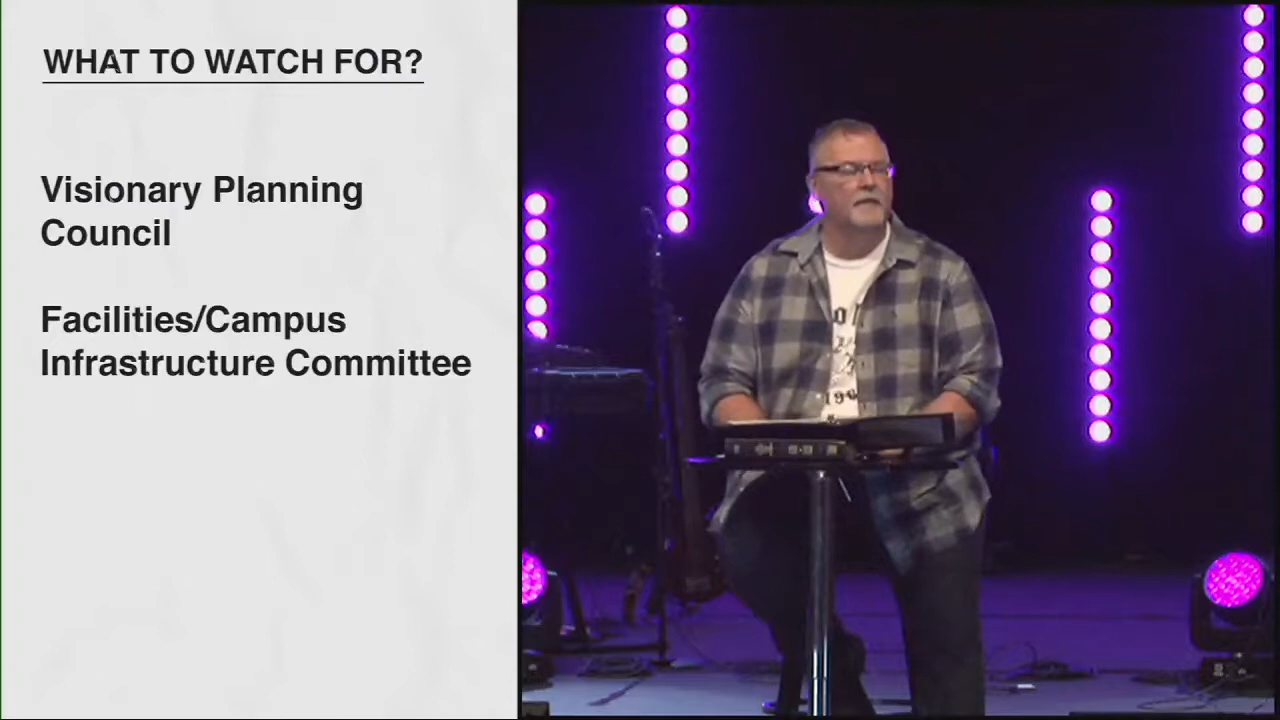 WHAT TO WATCH FOR?
Visionary Planning
Council
Facilities/Campus
Infrastructure Committee